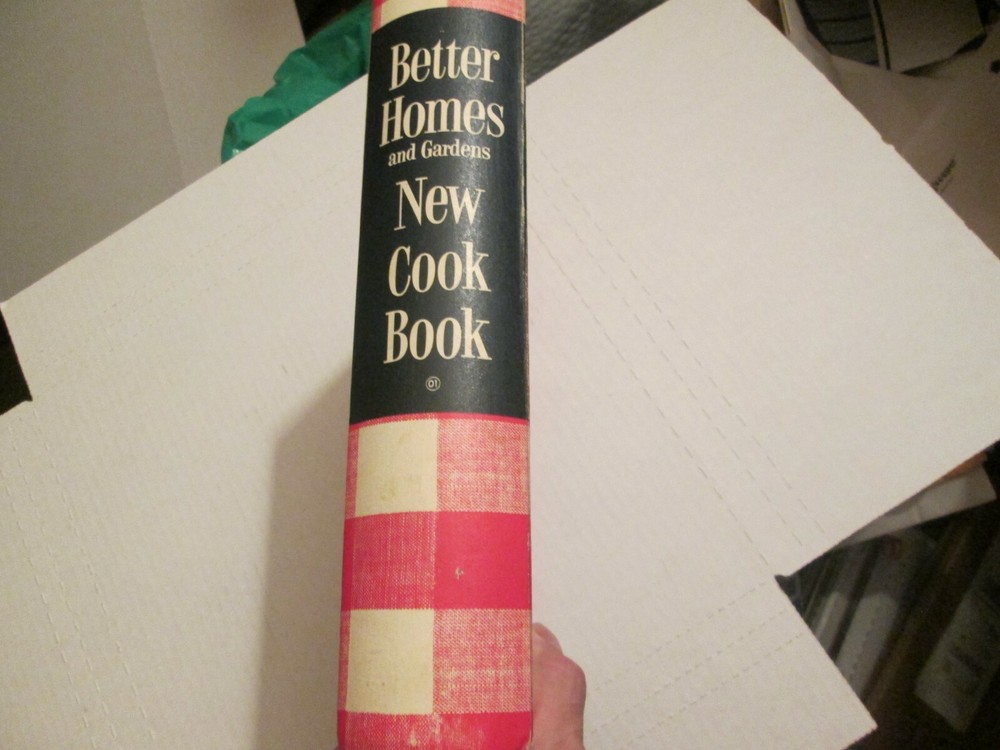 Better
Homes
and Gardens
New
Cook
Book
01